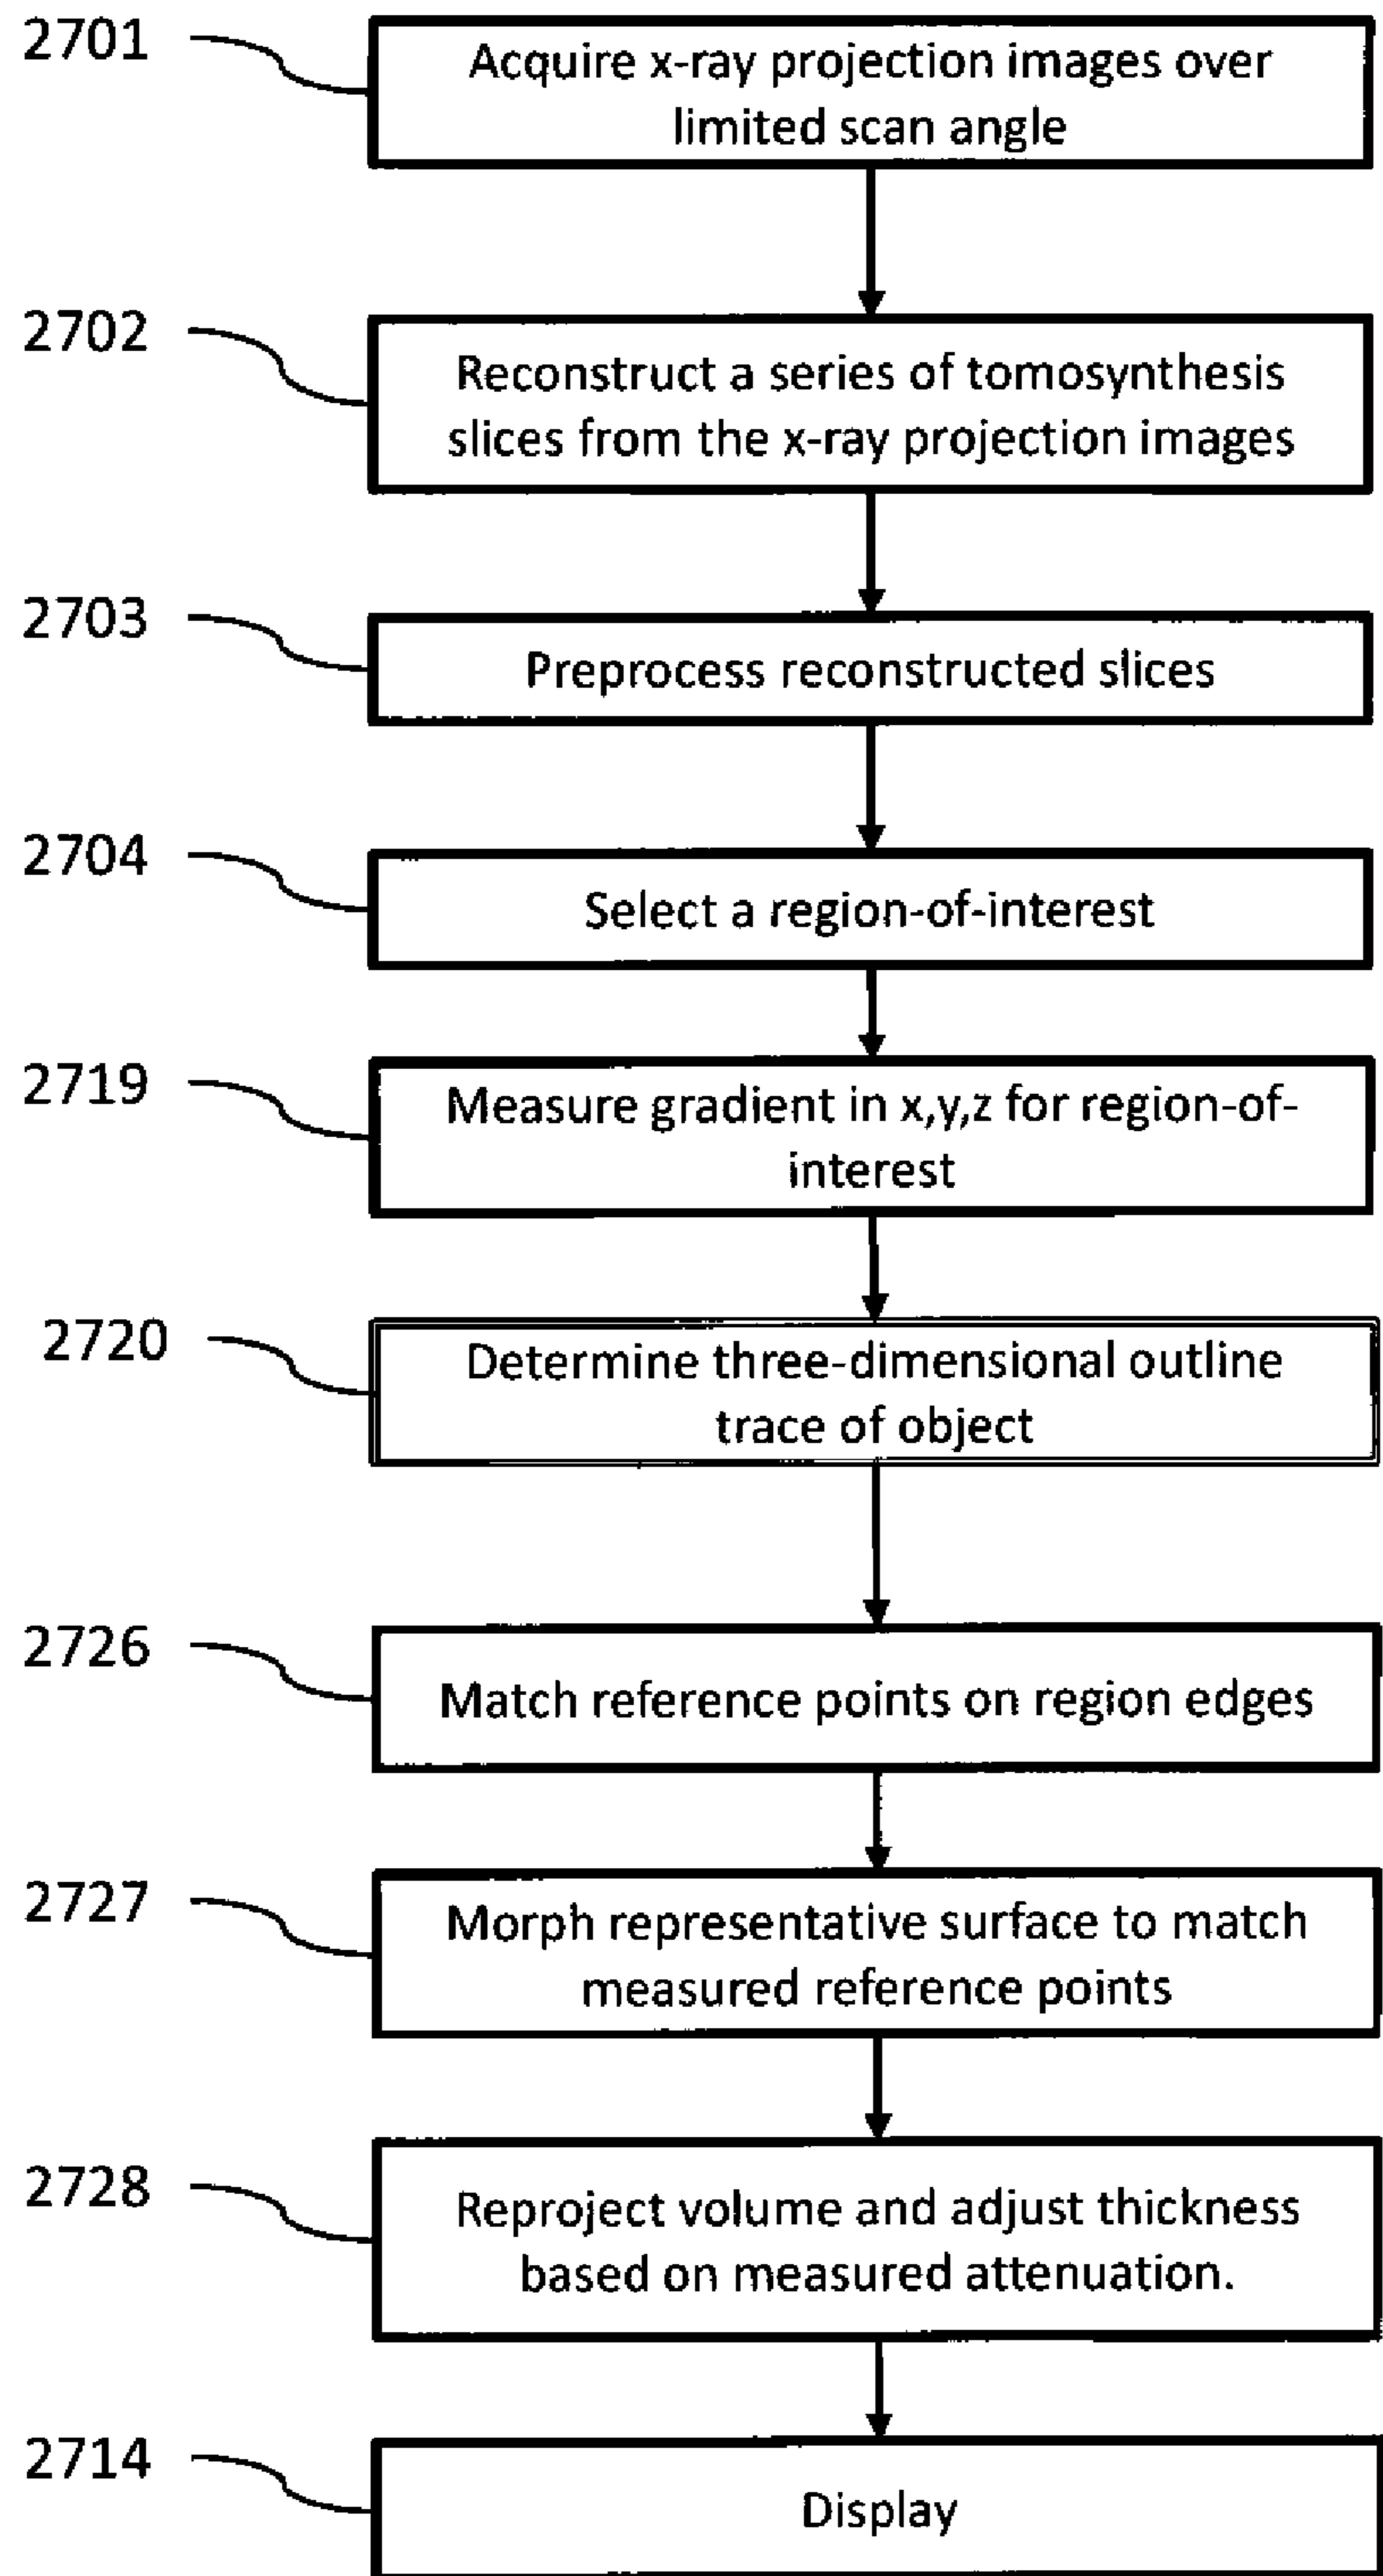 2701
Acquire x-ray projection images over
limited scan angle
2702
Reconstruct a series of tomosynthesis
slices from the x-ray projection images
2703
Preprocess reconstructed slices
2704
Select a region-of-interest
2719
Measure gradient in x,y,z for region-of-
interest
2720
Determine three-dimensional outline
trace of object
2726
Match reference points on region edges
2727
Morph representative surface to match
measured reference points
2728
Reproject volume and adjust thickness
based on measured attenuation.
2714
Display